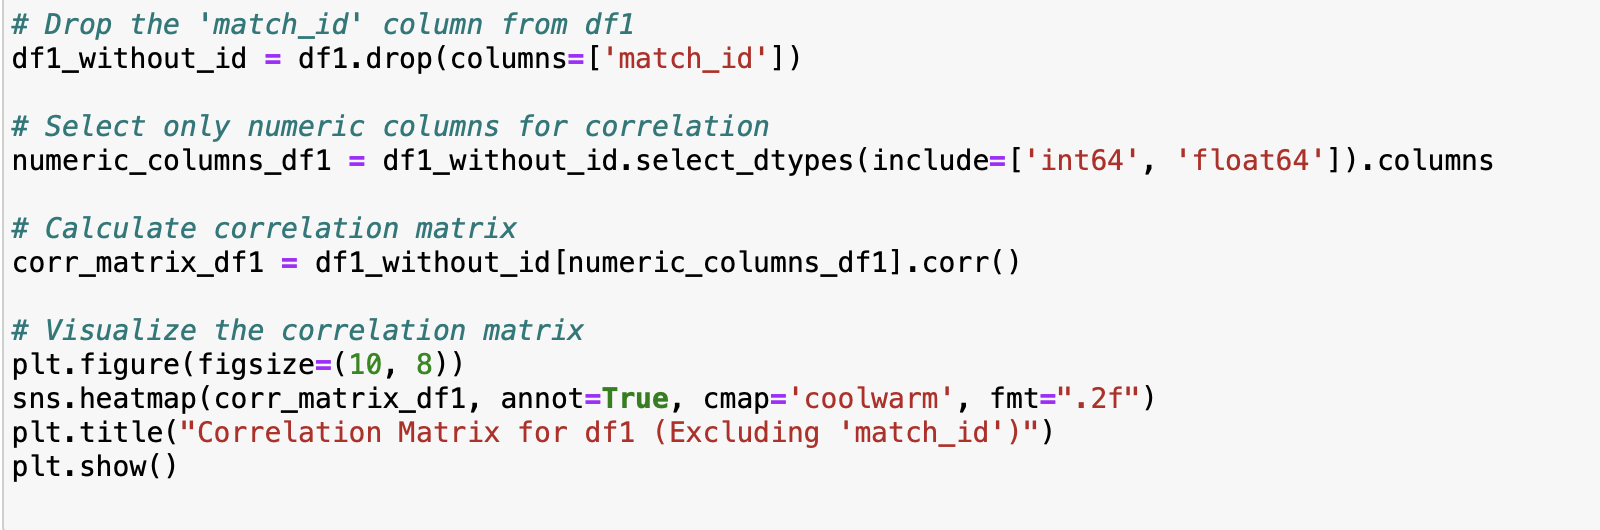 # Drop the 'match_id' column from df1
df1_without_id = df1.drop(columns=['match_id'])
# Select only numeric columns for correlation
numeric_columns_df1 = df1_without_id.select_dtypes(include=['int64', 'float64']).columns
# Calculate correlation matrix
corr_matrix_df1 = df1_without_id[numeric_columns_df1].corr()
# Visualize the correlation matrix
plt.figure(figsize=(10, 8))
sns.heatmap(corr_matrix_df1, annot=True, cmap='coolwarm', fmt=".2f")
plt.title("Correlation Matrix for df1 (Excluding 'match_id')")
plt.show()